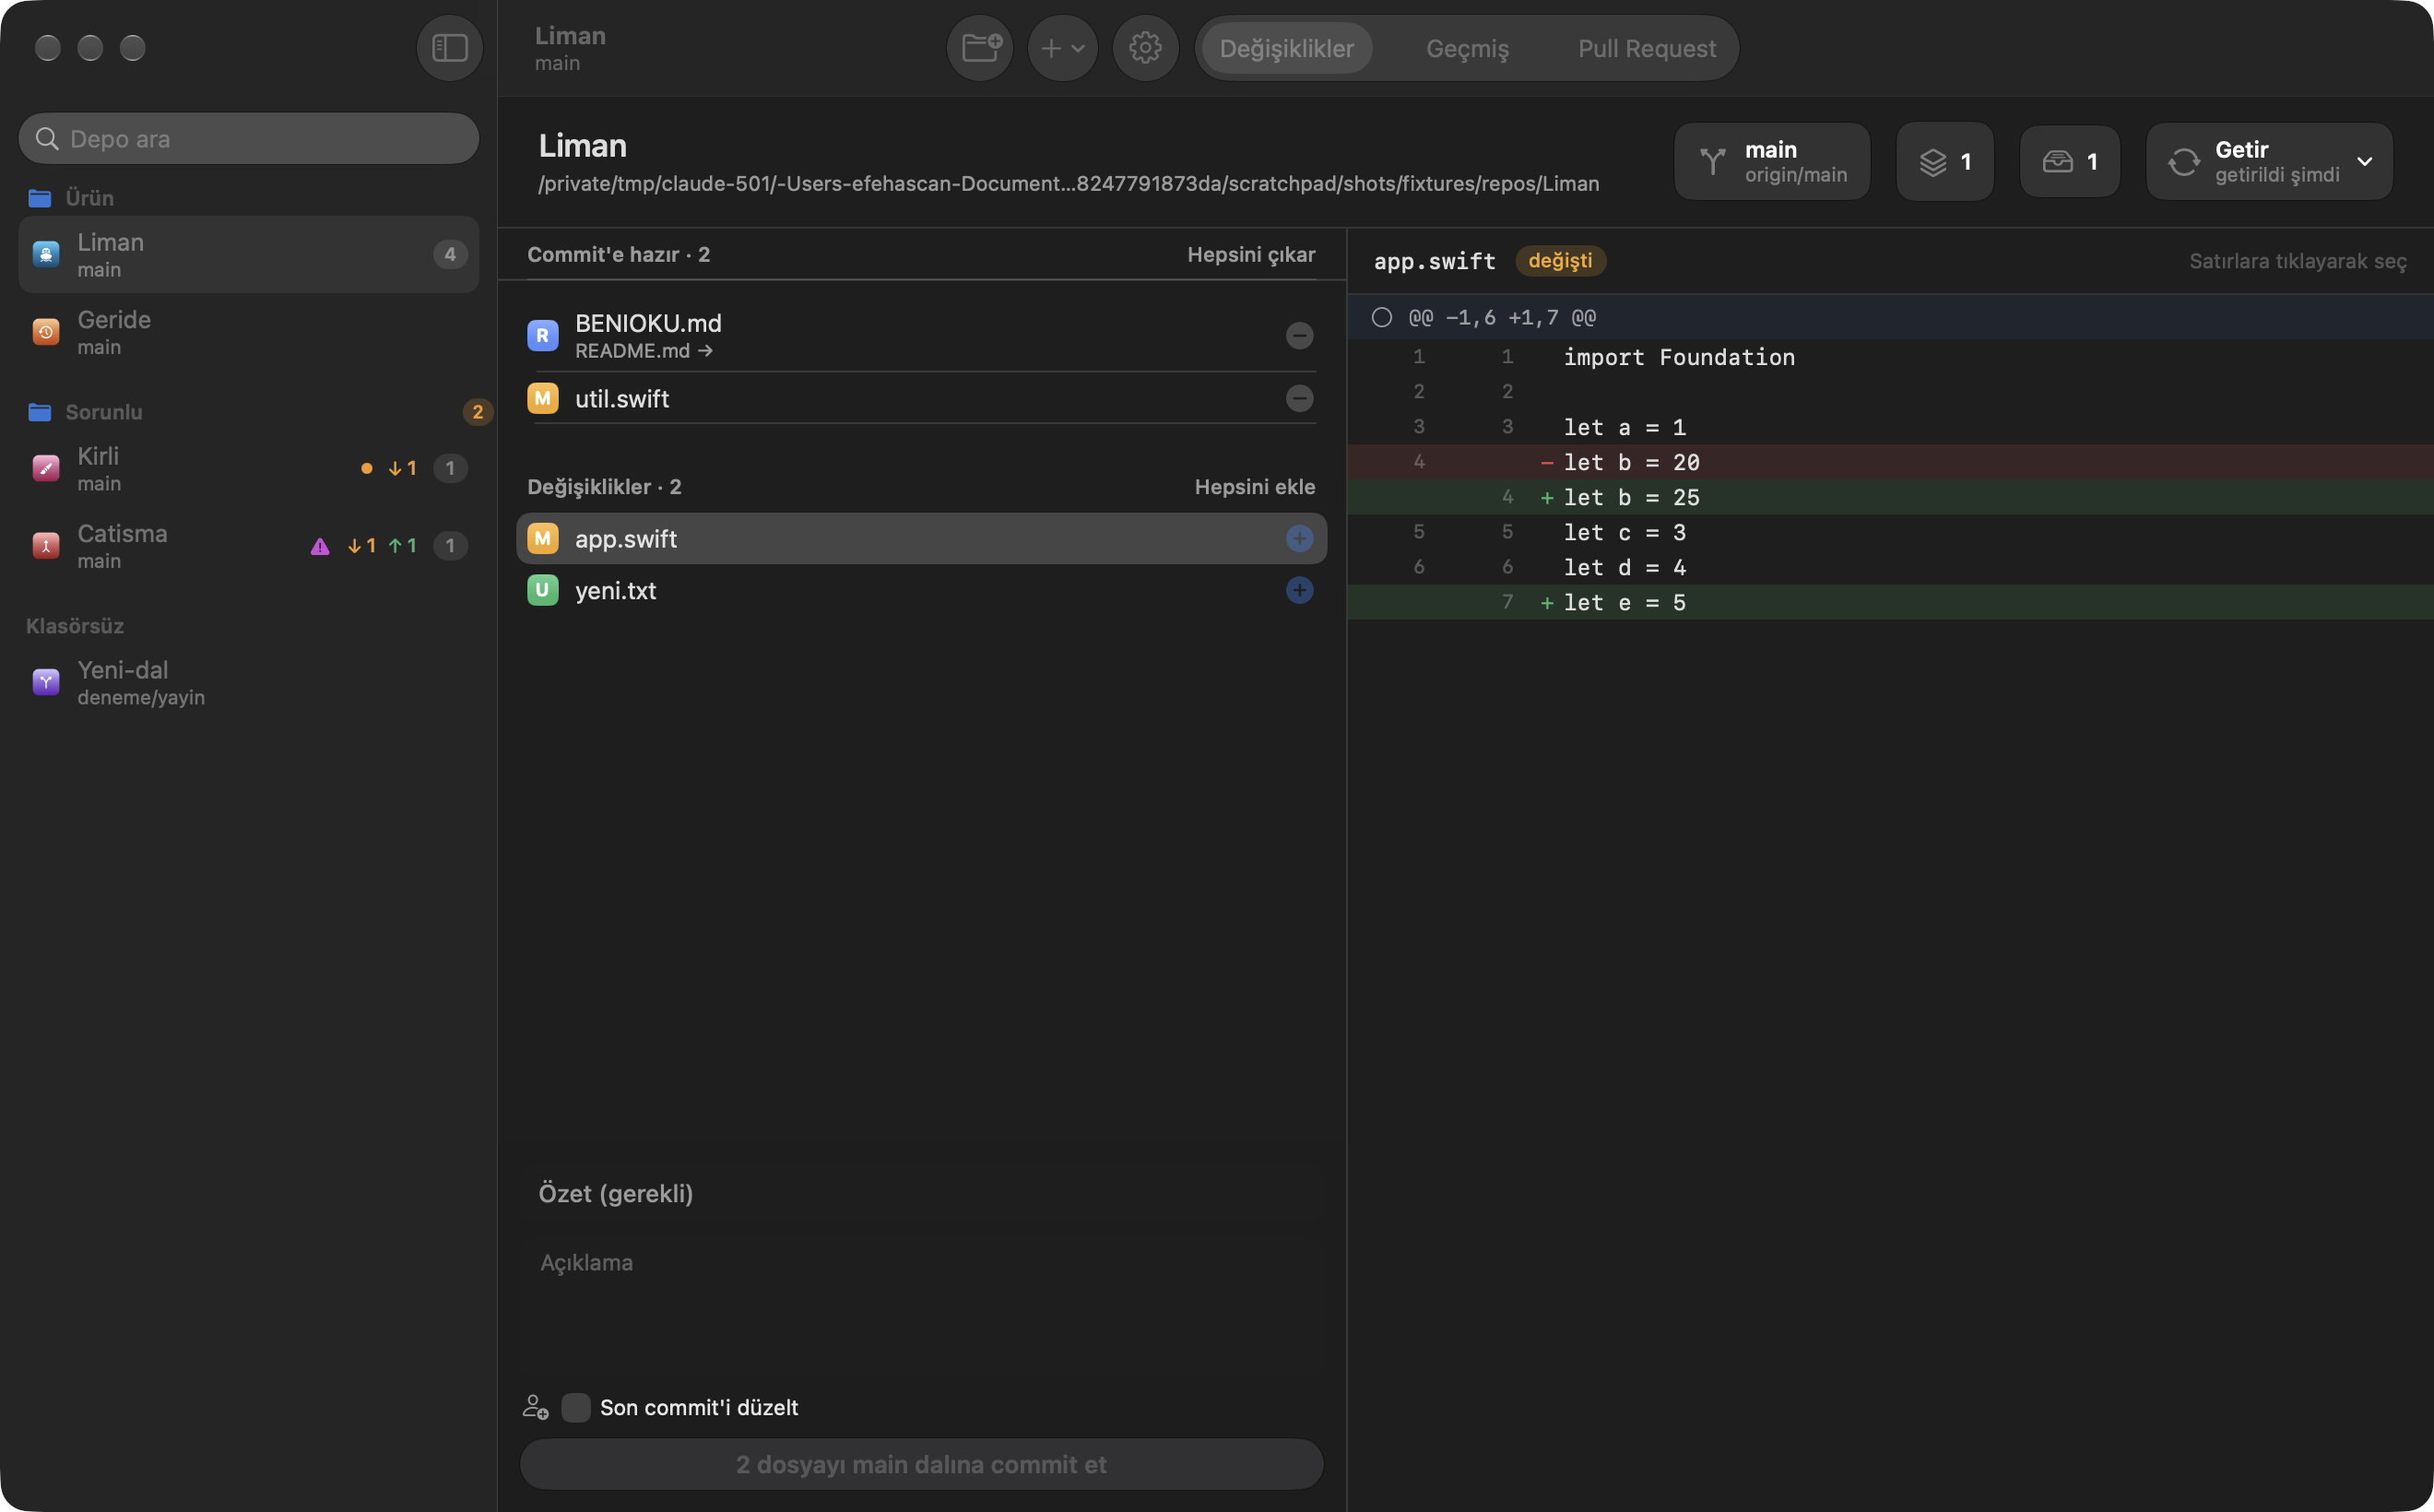 Liman
main
Değişiklikler
Geçmiş
Pull Request
Depo ara
Ürün
Liman
main
4
Geride
main
Sorunlu
2
Kirli
main
↓1
1
Catisma
main
↓1 ↑1
1
Klasörsüz
Yeni-dal
deneme/yayin
Liman
/private/tmp/claude-501/-Users-efehascan-Document...8247791873da/scratchpad/shots/fixtures/repos/Liman
main
origin/main
1
1
Getir
getirildi şimdi
Commit'e hazır · 2
Hepsini çıkar
R BENIOKU.md
README.md →
M util.swift
Değişiklikler · 2
Hepsini ekle
M app.swift
U yeni.txt
Özet (gerekli)
Açıklama
Son commit'i düzelt
2 dosyayı main dalına commit et
app.swift değişti
Satırlara tıklayarak seç
@@ −1,6 +1,7 @@
1 1 import Foundation
2 2
3 3 let a = 1
4 − let b = 20
4 + let b = 25
5 5 let c = 3
6 6 let d = 4
7 + let e = 5